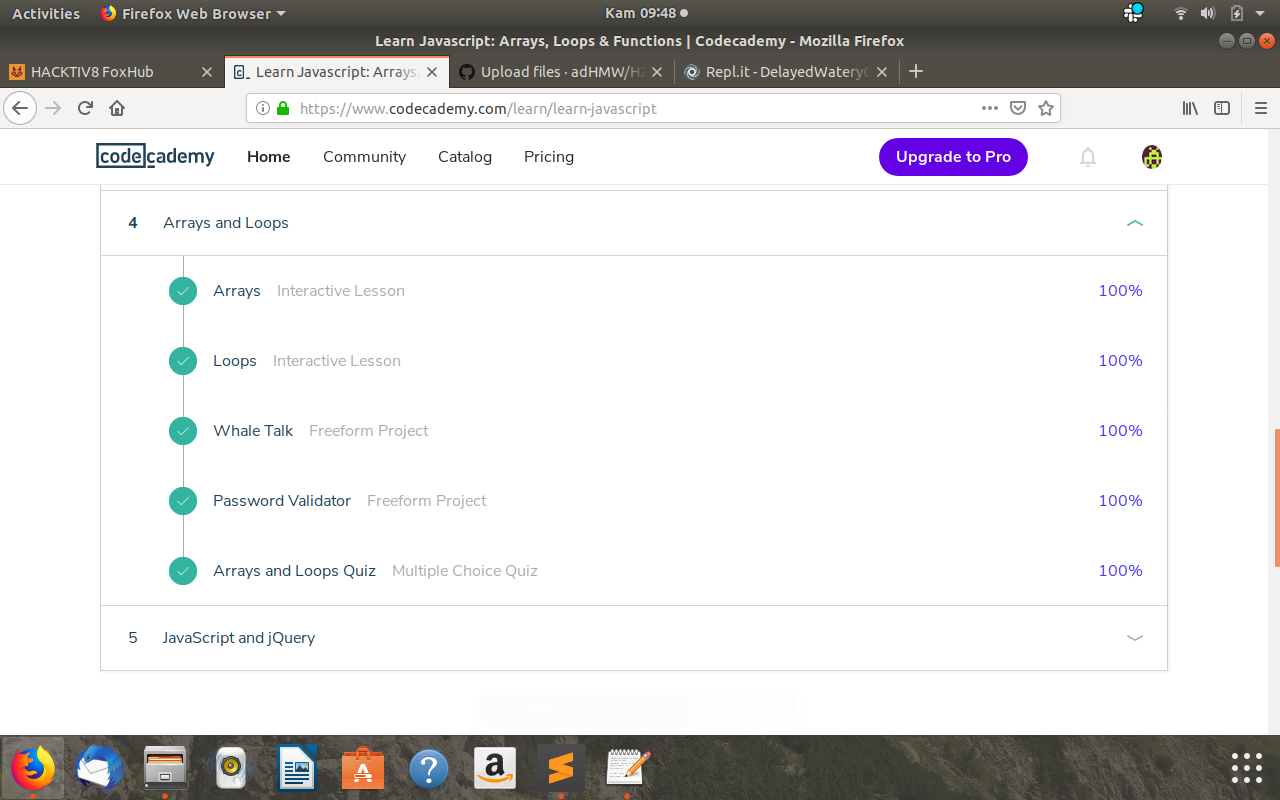 Activities Firefox Web Browser Kam 09:48
Learn Javascript: Arrays, Loops & Functions | Codecademy - Mozilla Firefox
HACKTIV8 FoxHub Learn Javascript: Arrays, Upload files · adHMW/H Repl.it - DelayedWatery
https://www.codecademy.com/learn/learn-javascript
codecademy Home Community Catalog Pricing Upgrade to Pro
4 Arrays and Loops
Arrays Interactive Lesson 100%
Loops Interactive Lesson 100%
Whale Talk Freeform Project 100%
Password Validator Freeform Project 100%
Arrays and Loops Quiz Multiple Choice Quiz 100%
5 JavaScript and jQuery